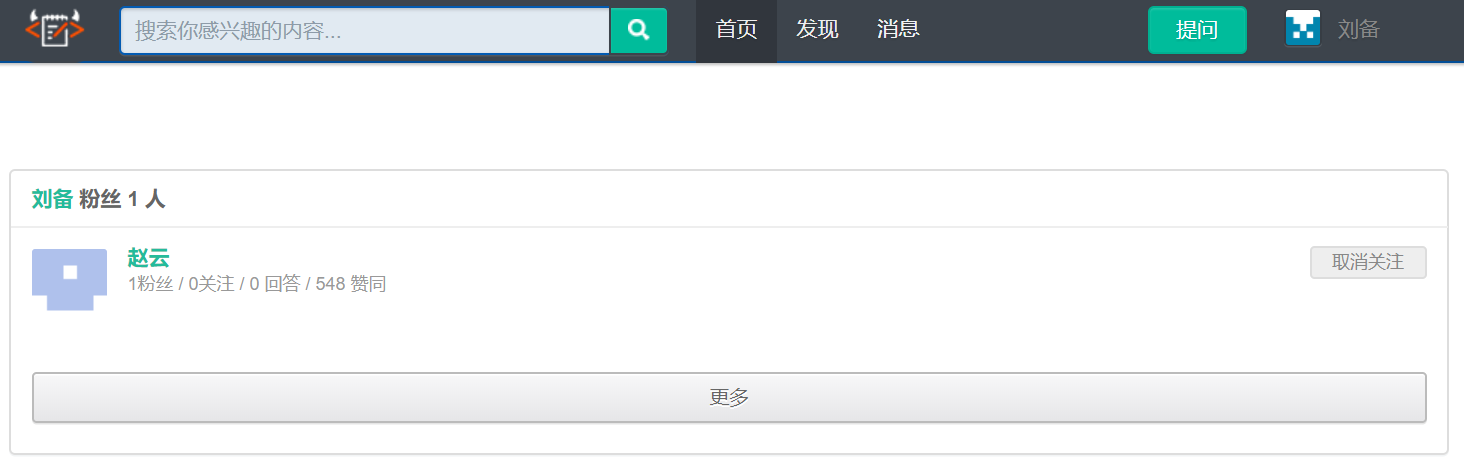 搜索你感兴趣的内容...
首页 发现 消息
提问
刘备
刘备 粉丝 1 人
赵云
取消关注
1粉丝 / 0关注 / 0 回答 / 548 赞同
更多